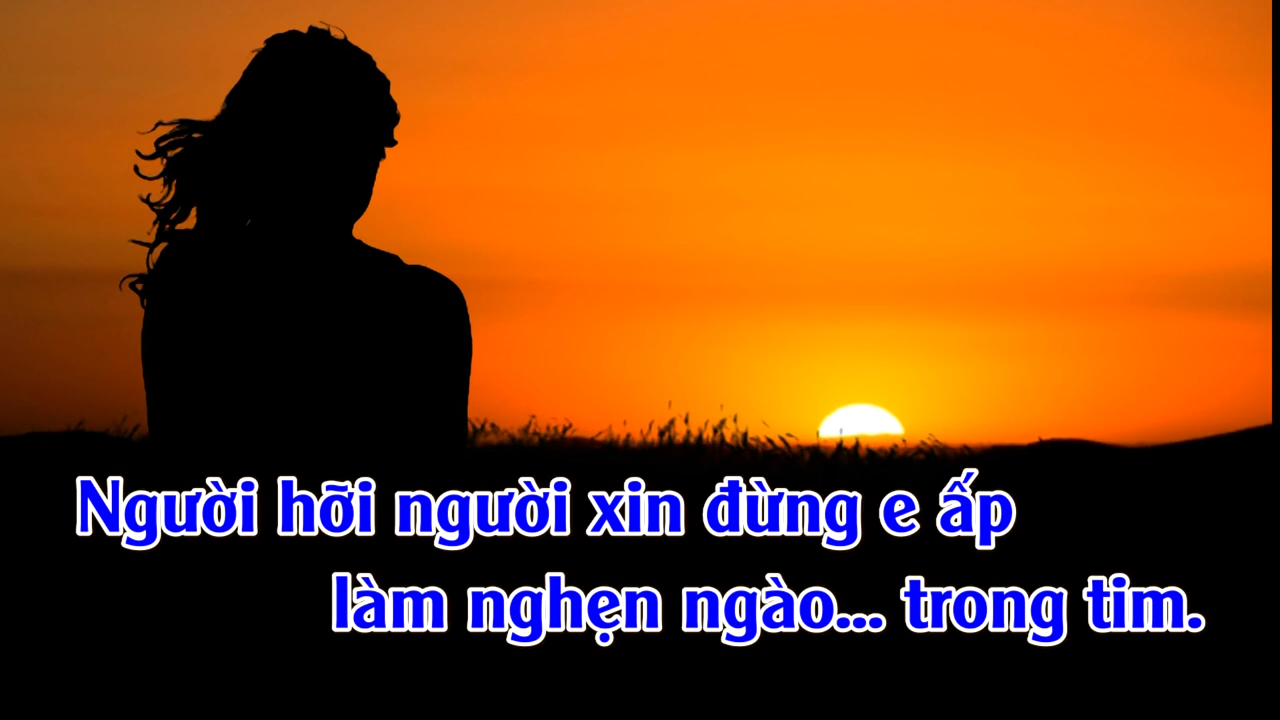 Người hỡi người xin đừng e ấp
làm nghẹn ngào... trong tim.